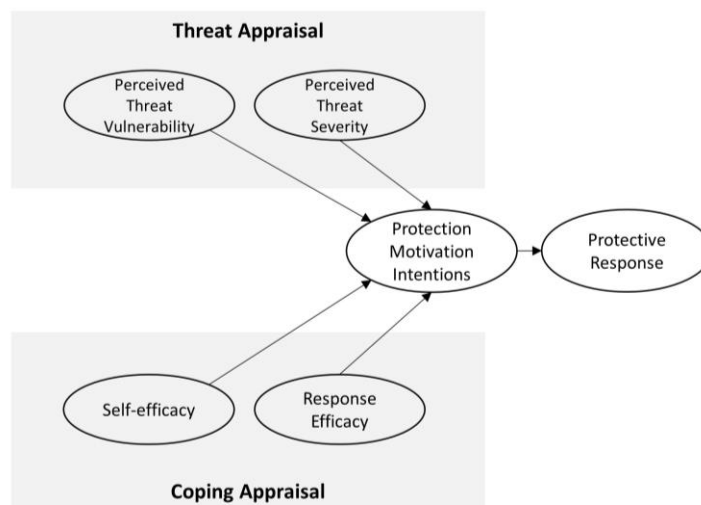 Threat Appraisal
Perceived
Threat
Vulnerability
Perceived
Threat
Severity
Protection
Motivation
Intentions
Protective
Response
Self-efficacy
Response
Efficacy
Coping Appraisal